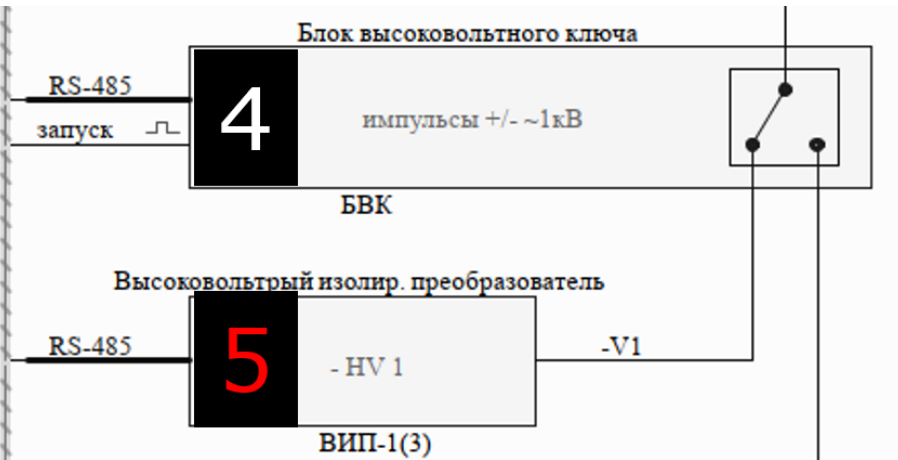 Блок высоковольтного ключа
RS-485
4
импульсы +/- ~1кВ
запуск
БВК
Высоковольтрый изолир. преобразователь
RS-485
5
- HV 1
-V1
ВИП-1(3)